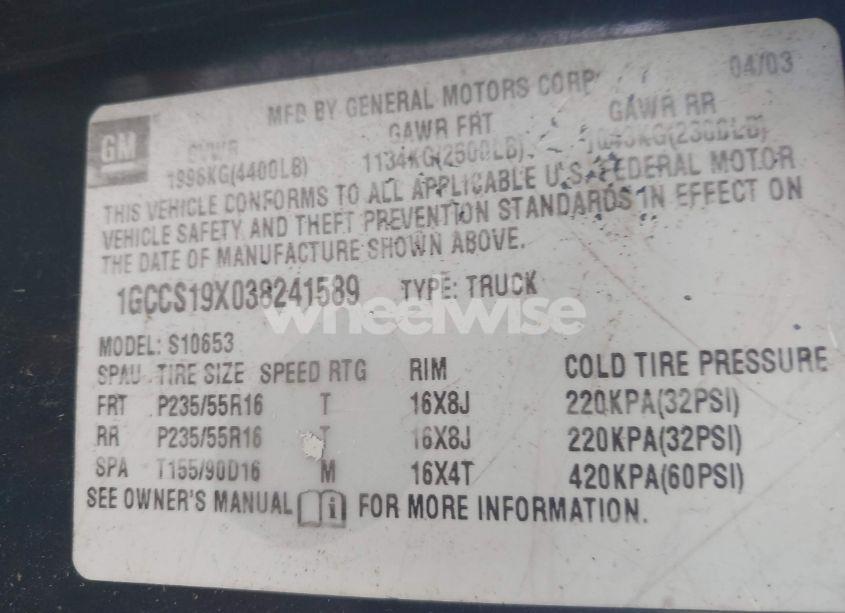 MFD BY GENERAL MOTORS CORP 04/03
GM GVWR GAWR FRT GAWR RR
1996KG(4400LB) 1134KG(2500LB) 1043KG(2300LB)
THIS VEHICLE CONFORMS TO ALL APPLICABLE U.S. FEDERAL MOTOR
VEHICLE SAFETY AND THEFT PREVENTION STANDARDS IN EFFECT ON
THE DATE OF MANUFACTURE SHOWN ABOVE.
1GCCS19X038241589 TYPE: TRUCK
wheelwise
MODEL: S10653
TIRE SIZE SPEED RTG RIM COLD TIRE PRESSURE
FRT P235/55R16 T 16X8J 220KPA(32PSI)
RR P235/55R16 T 16X8J 220KPA(32PSI)
SPA T155/90D16 M 16X4T 420KPA(60PSI)
SEE OWNER'S MANUAL i FOR MORE INFORMATION.